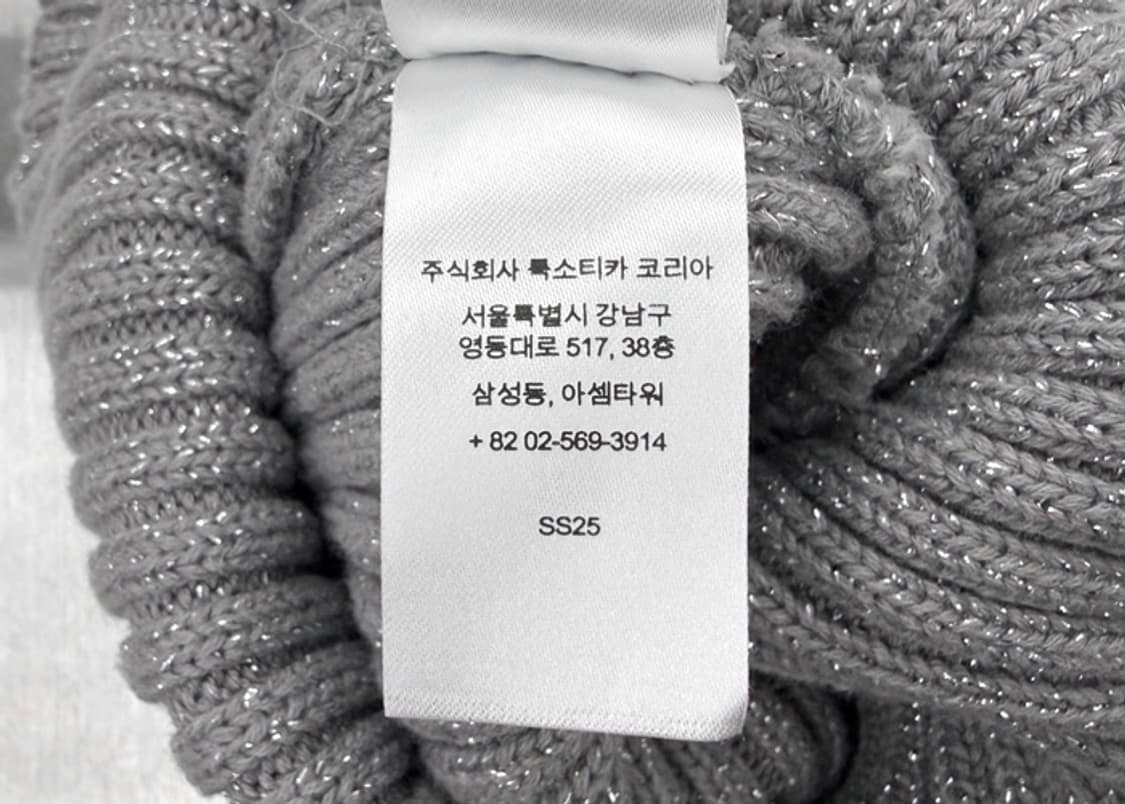 주식회사 룩소티카 코리아
서울특별시 강남구
영동대로 517, 38층
삼성동, 아셈타워
+ 82 02-569-3914
SS25